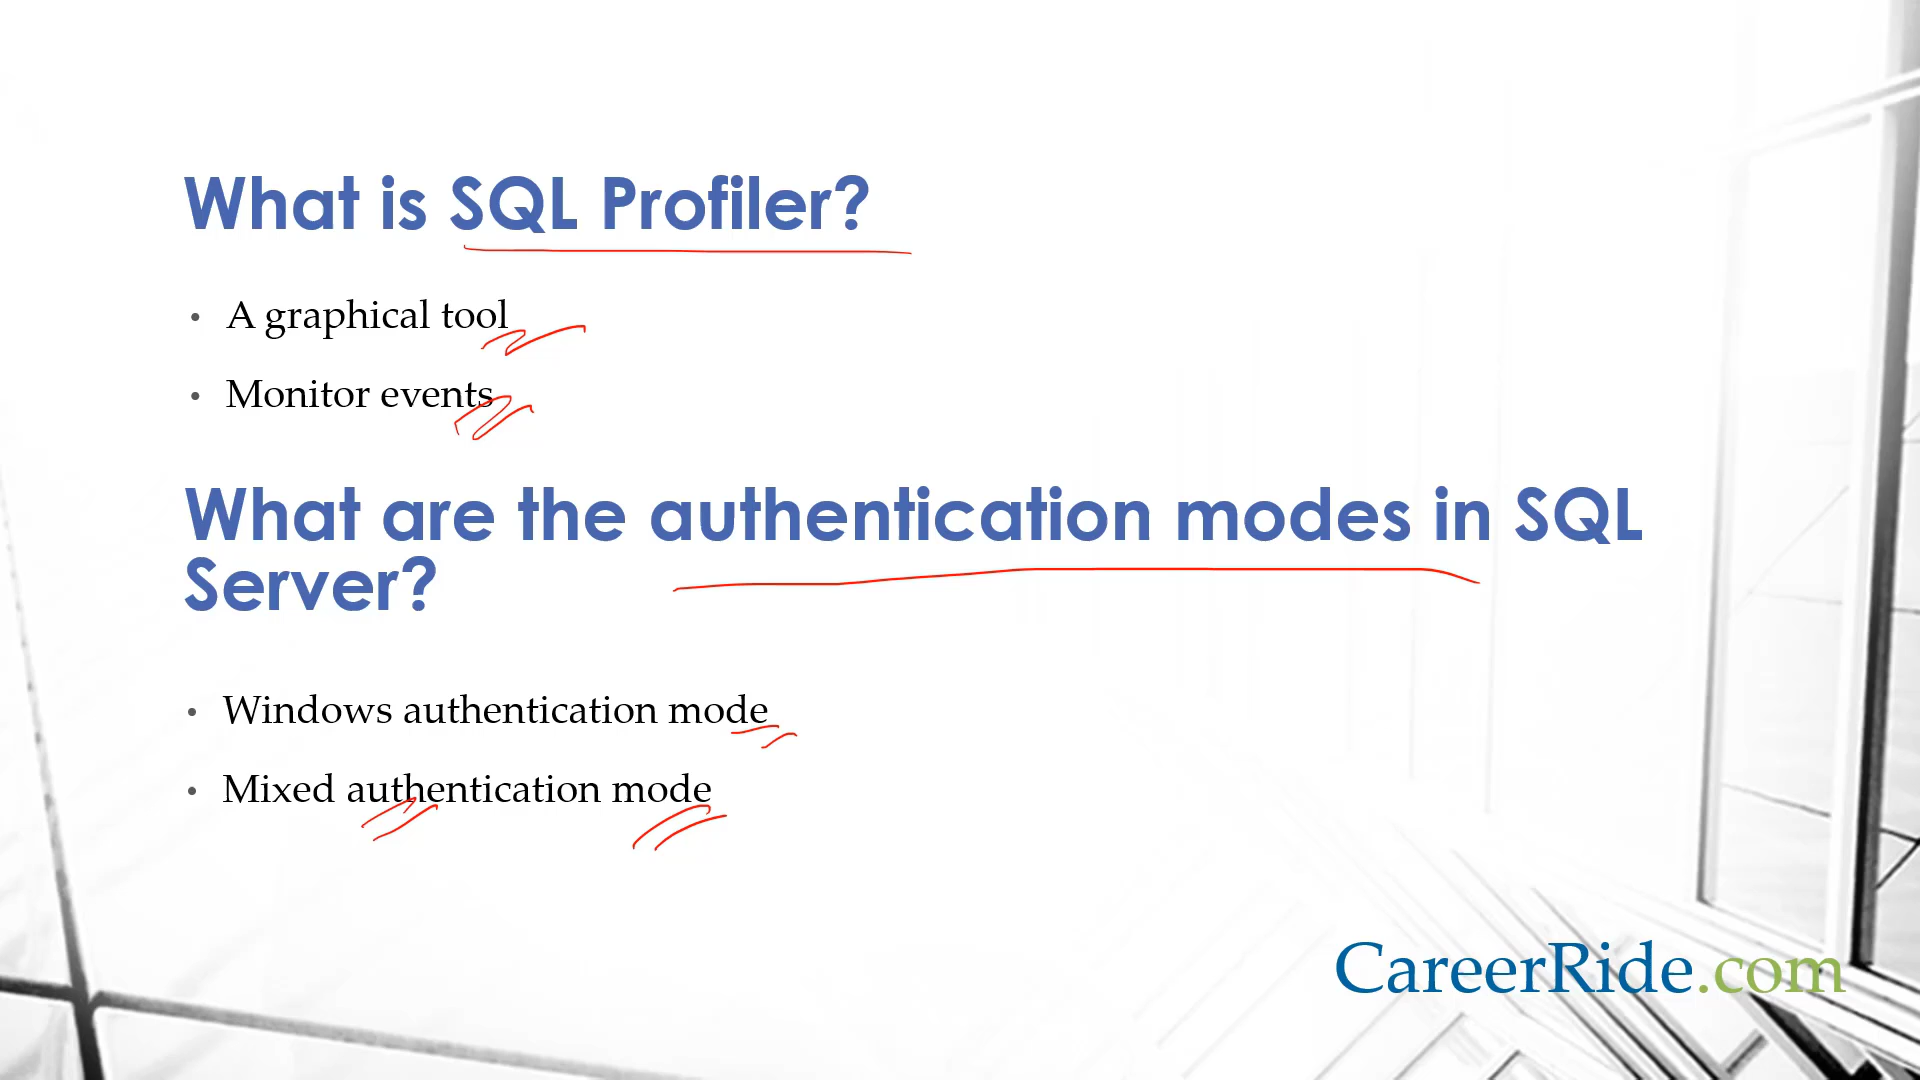 What is SQL Profiler?
• A graphical tool
• Monitor events
What are the authentication modes in SQL
Server?
• Windows authentication mode
• Mixed authentication mode
CareerRide.com